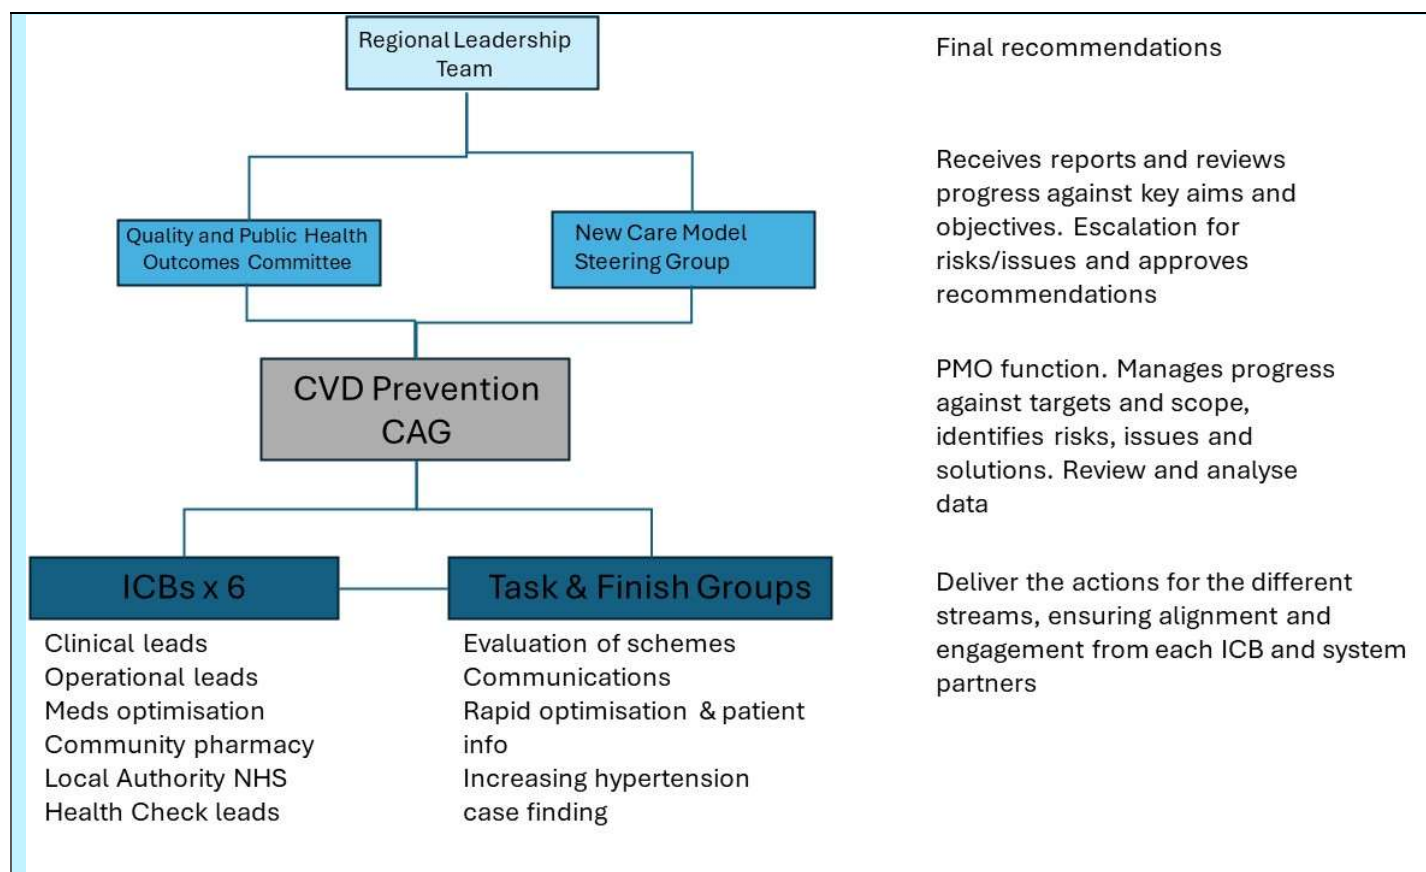 Regional Leadership
Team
Final recommendations
Quality and Public Health
Outcomes Committee
New Care Model
Steering Group
Receives reports and reviews
progress against key aims and
objectives. Escalation for
risks/issues and approves
recommendations
CVD Prevention
CAG
PMO function. Manages progress
against targets and scope,
identifies risks, issues and
solutions. Review and analyse
data
ICBs x 6
Clinical leads
Operational leads
Meds optimisation
Community pharmacy
Local Authority NHS
Health Check leads
Task & Finish Groups
Evaluation of schemes
Communications
Rapid optimisation & patient
info
Increasing hypertension
case finding
Deliver the actions for the different
streams, ensuring alignment and
engagement from each ICB and system
partners